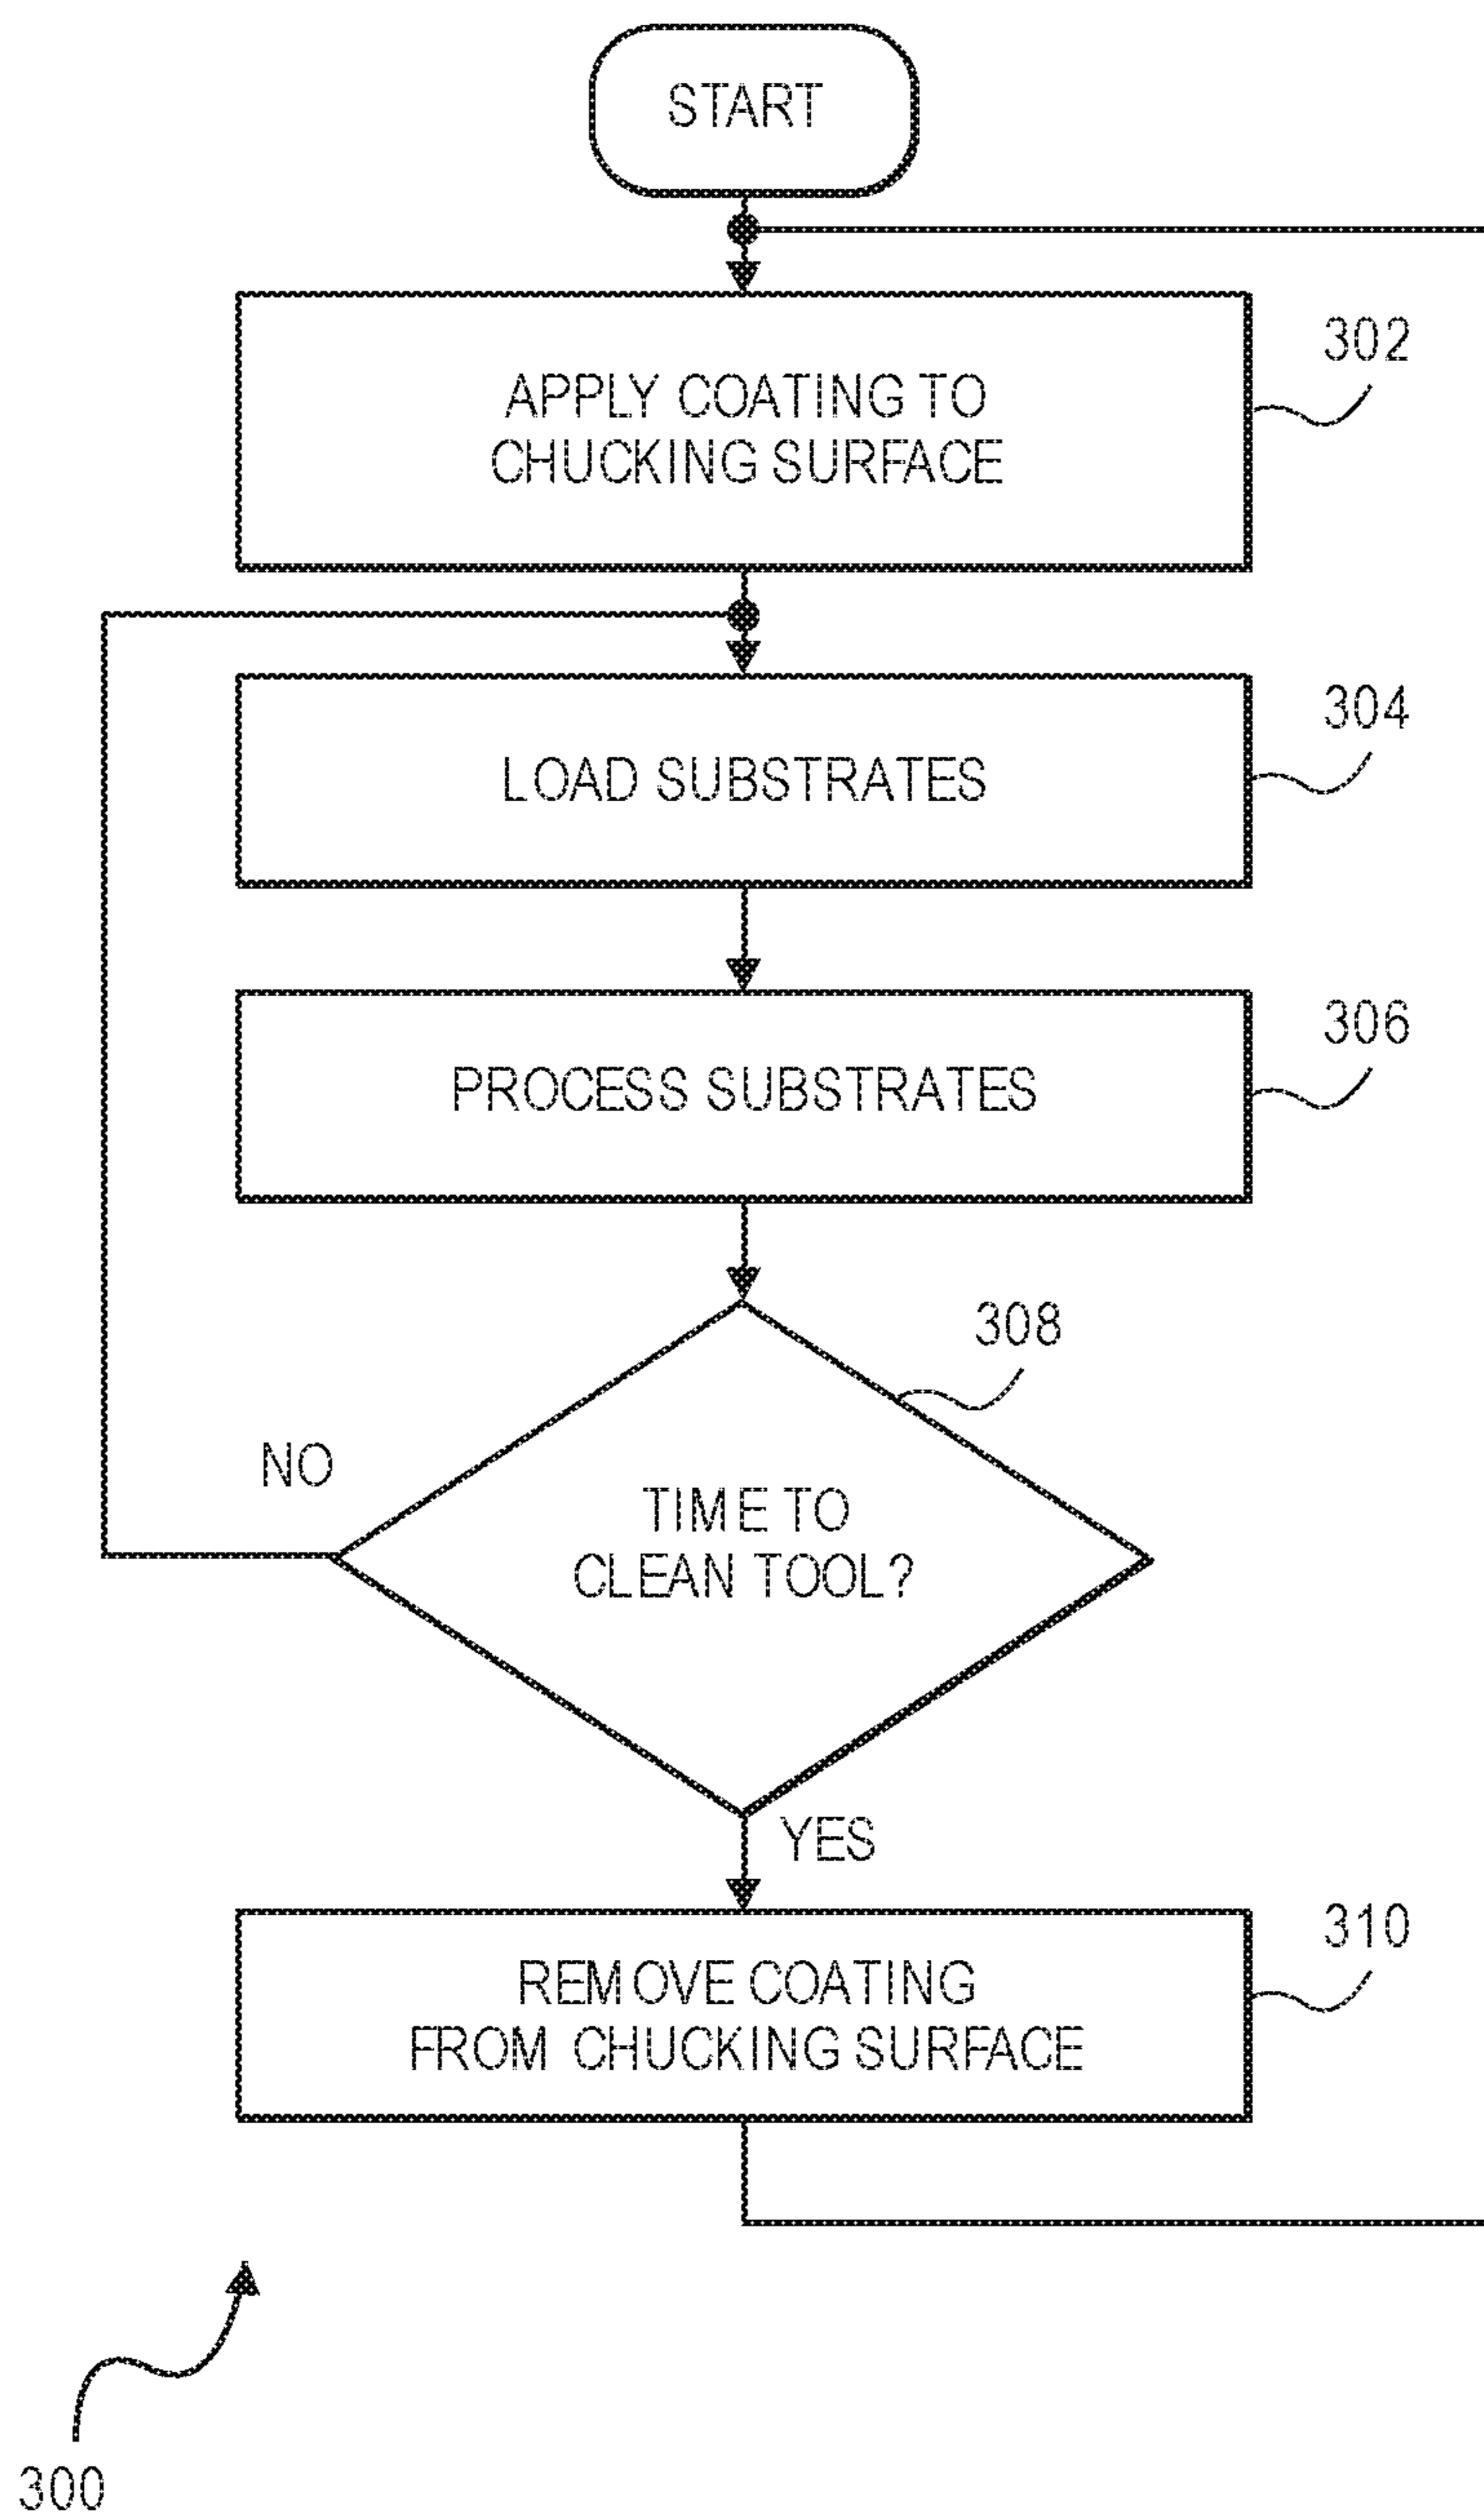 START
302
APPLY COATING TO
CHUCKING SURFACE
304
LOAD SUBSTRATES
306
PROCESS SUBSTRATES
308
NO
TIME TO
CLEAN TOOL?
YES
310
REMOVE COATING
FROM CHUCKING SURFACE
300